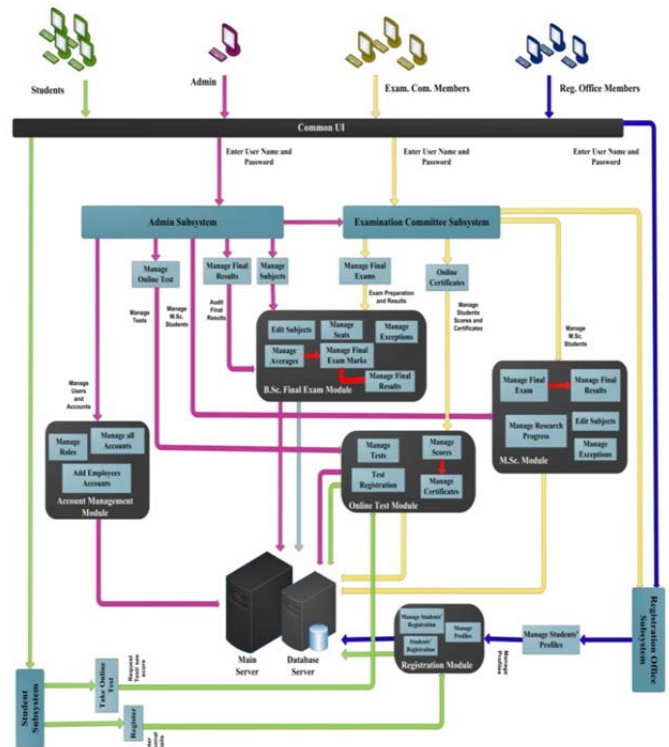 Students
Admin
Exam. Com. Members
Reg. Office Members
Common UI
Enter User Name and
Password
Enter User Name and
Password
Enter User Name and
Password
Admin Subsystem
Examination Committee Subsystem
Manage
Online Test
Manage Final
Results
Manage
Subjects
Manage Final
Exams
Online
Certificates
Manage
Tests
Manage
M.Sc.
Students
Audit
Final
Results
Exam Preparation
and Results
Manage
Students
Scores and
Certificates
Manage
M.Sc.
Students
Manage
Users
and
Accounts
Edit Subjects
Manage
Seats
Manage
Exceptions
Manage
Averages
Manage Final
Exam Marks
Manage Final
Results
B.Sc. Final Exam Module
Manage Final
Exam
Manage Final
Results
Manage Research
Progress
Edit Subjects
Manage
Exceptions
M.Sc. Module
Manage
Roles
Manage all
Accounts
Add Employees
Accounts
Account Management
Module
Manage
Tests
Manage
Scores
Test
Registration
Manage
Certificates
Online Test Module
Main
Server
Database
Server
Manage Students'
Registration
Manage
Profiles
Students'
Registration
Registration Module
Manage
Profiles
Manage Students'
Profiles
Registration Office
Subsystem
Student
Subsystem
Take Online
Test
Request
Test/ see
score
Register